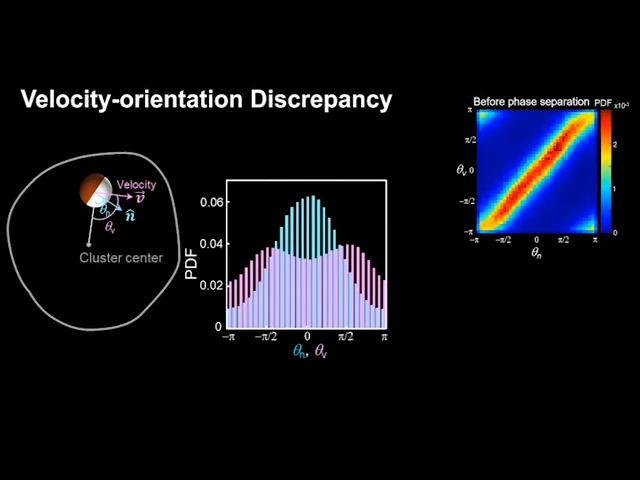 Velocity-orientation Discrepancy
Velocity
v⃗
n̂
θn
θv
Cluster center
PDF
0.06
0.04
0.02
0
−π −π/2 0 π/2 π
θn, θv
Before phase separation
PDF x10⁻³
π
π/2
θv 0
−π/2
−π
−π −π/2 0 π/2 π
θn
2
1
0